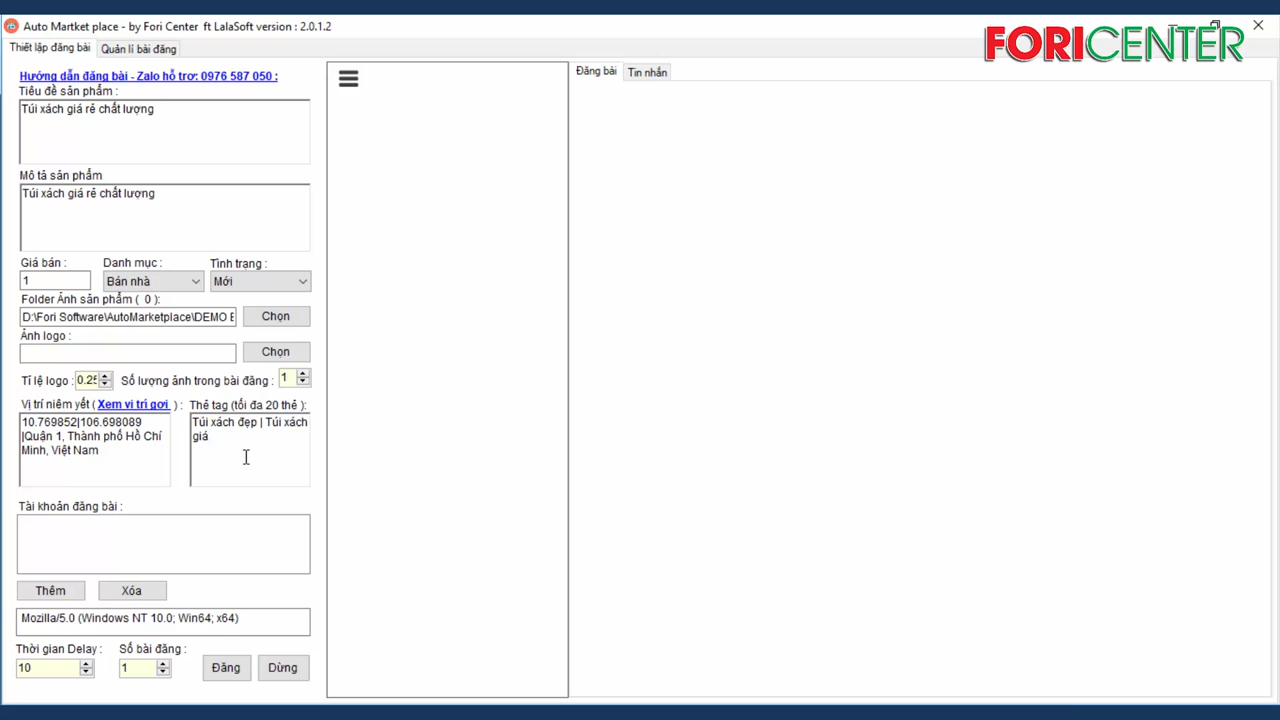 Auto Martket place - by Fori Center ft LalaSoft version : 2.0.1.2
FORICENTER
Thiết lập đăng bài
Quản lí bài đăng
Hướng dẫn đăng bài - Zalo hỗ trơ: 0976 587 050 :
Tiêu đề sản phẩm :
Túi xách giá rẻ chất lượng
Mô tả sản phẩm
Túi xách giá rẻ chất lượng
Giá bán :
Danh mục :
Tình trạng :
1
Bán nhà
Mới
Folder Ảnh sản phẩm ( 0 ):
D:\Fori Software\AutoMarketplace\DEMO E
Chọn
Ảnh logo :
Chọn
Tỉ lệ logo :
0.25
Số lượng ảnh trong bài đăng :
1
Vị trí niêm yết ( Xem vi trí gơi ) :
Thẻ tag (tối đa 20 thẻ ):
10.769852|106.698089
|Quận 1, Thành phố Hồ Chí
Minh, Việt Nam
Túi xách đẹp | Túi xách
giá
Tài khoản đăng bài :
Thêm
Xóa
Mozilla/5.0 (Windows NT 10.0; Win64; x64)
Thời gian Delay :
Số bài đăng :
10
1
Đăng
Dừng
Đăng bài
Tin nhắn